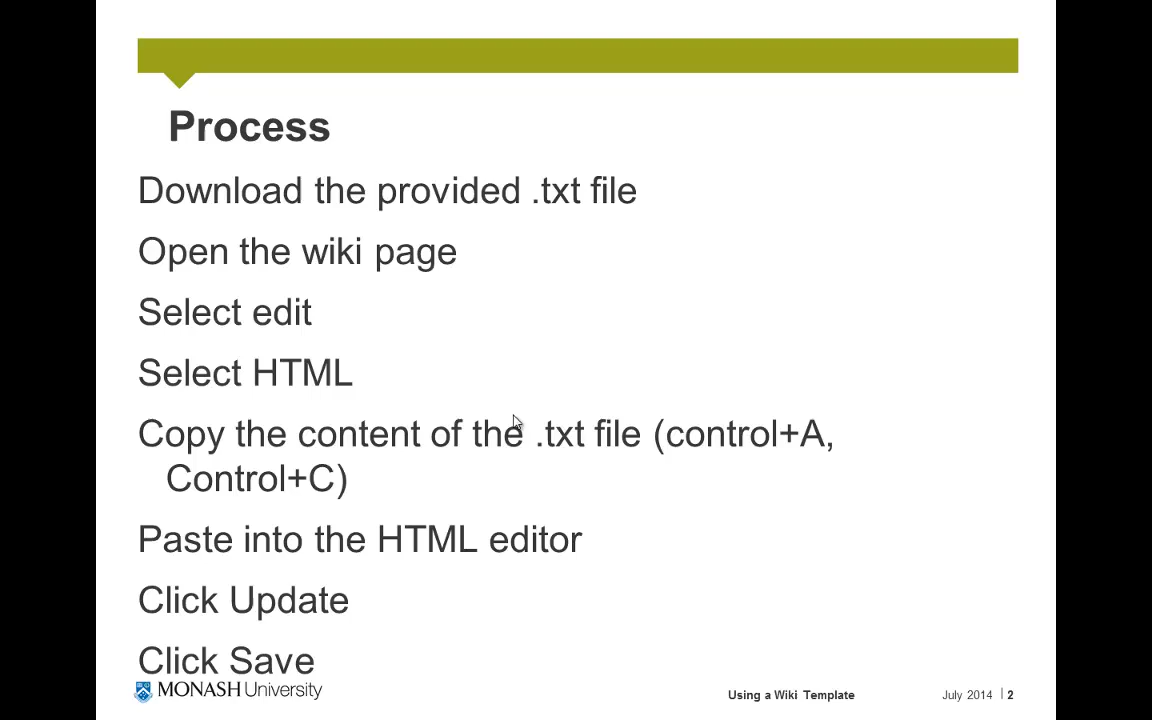 Process
Download the provided .txt file
Open the wiki page
Select edit
Select HTML
Copy the content of the .txt file (control+A,
Control+C)
Paste into the HTML editor
Click Update
Click Save
MONASH University
Using a Wiki Template
July 2014 | 2